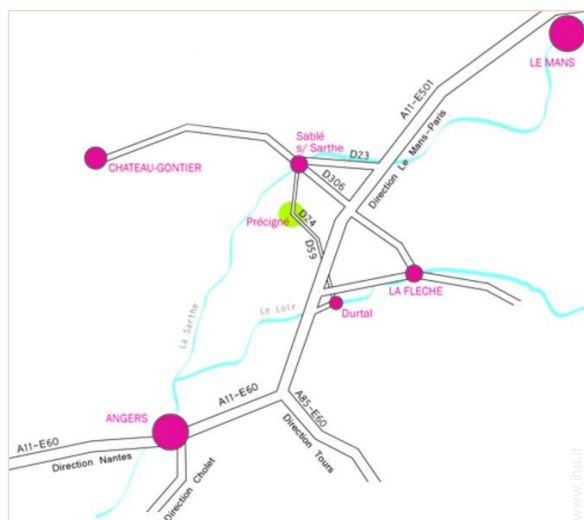 LE MANS
A11-E501
Direction Le Mans-Paris
Sablé
s/ Sarthe
D23
CHATEAU-GONTIER
D306
Précigné
D24
D59
LA FLECHE
La Sarthe
Le Loir
Durtal
A11-E60
A85-E60
ANGERS
A11-E60
Direction Nantes
Direction Cholet
Direction Tours
www.iha.it